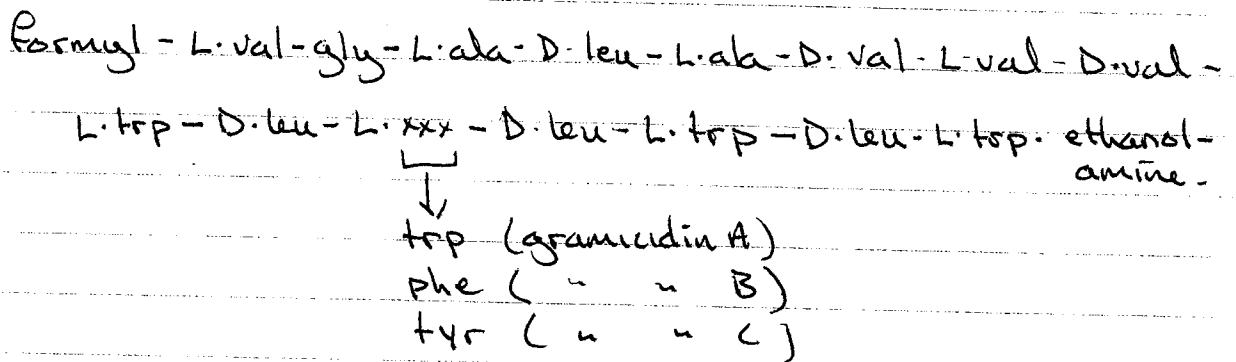 formyl - L.val-gly-L.ala-D.leu-L.ala-D.val.L.val-D.val-
L.trp-D.leu-L.xxx-D.leu-L.trp-D.leu-L.trp. ethanol-
amine.
trp (gramicidin A)
phe ( " " B)
tyr ( " " C)